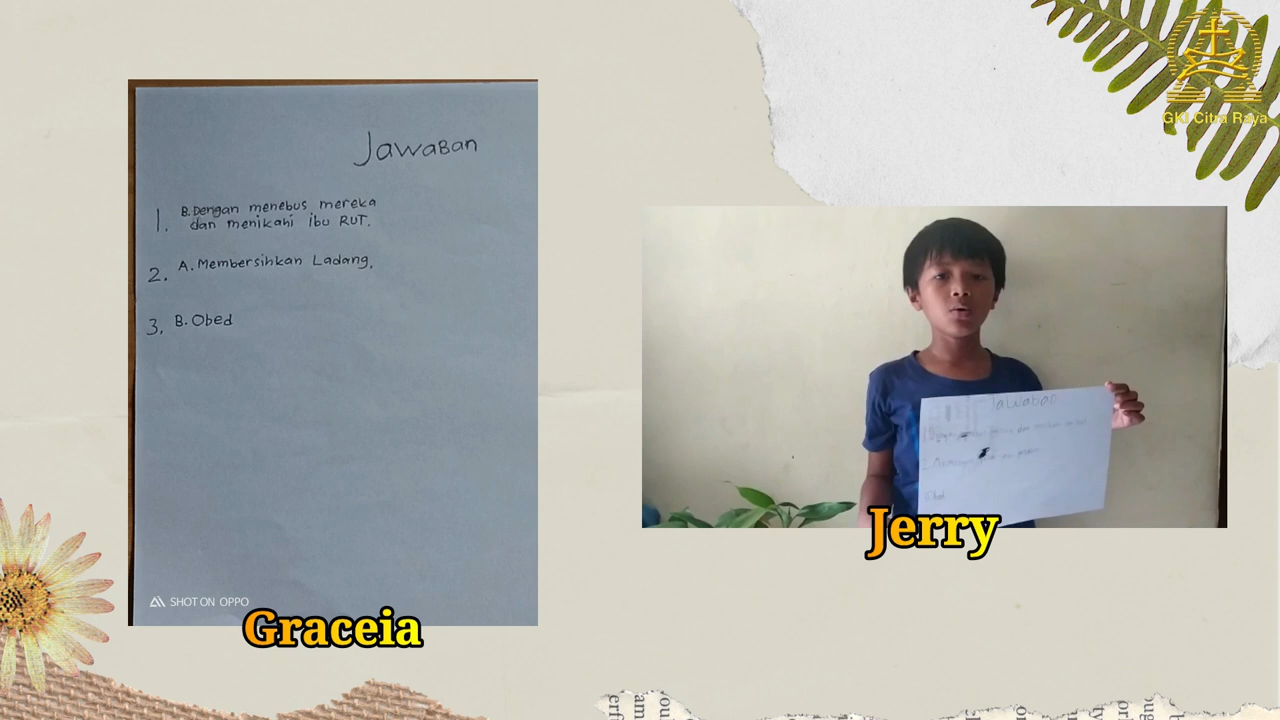 GKI Citra Raya
Jawaban
1. B. Dengan menebus mereka
dan menikahi ibu RUT.
2. A. Membersihkan Ladang.
3. B. Obed
SHOT ON OPPO
Graceia
Jawaban
Obed
Jerry